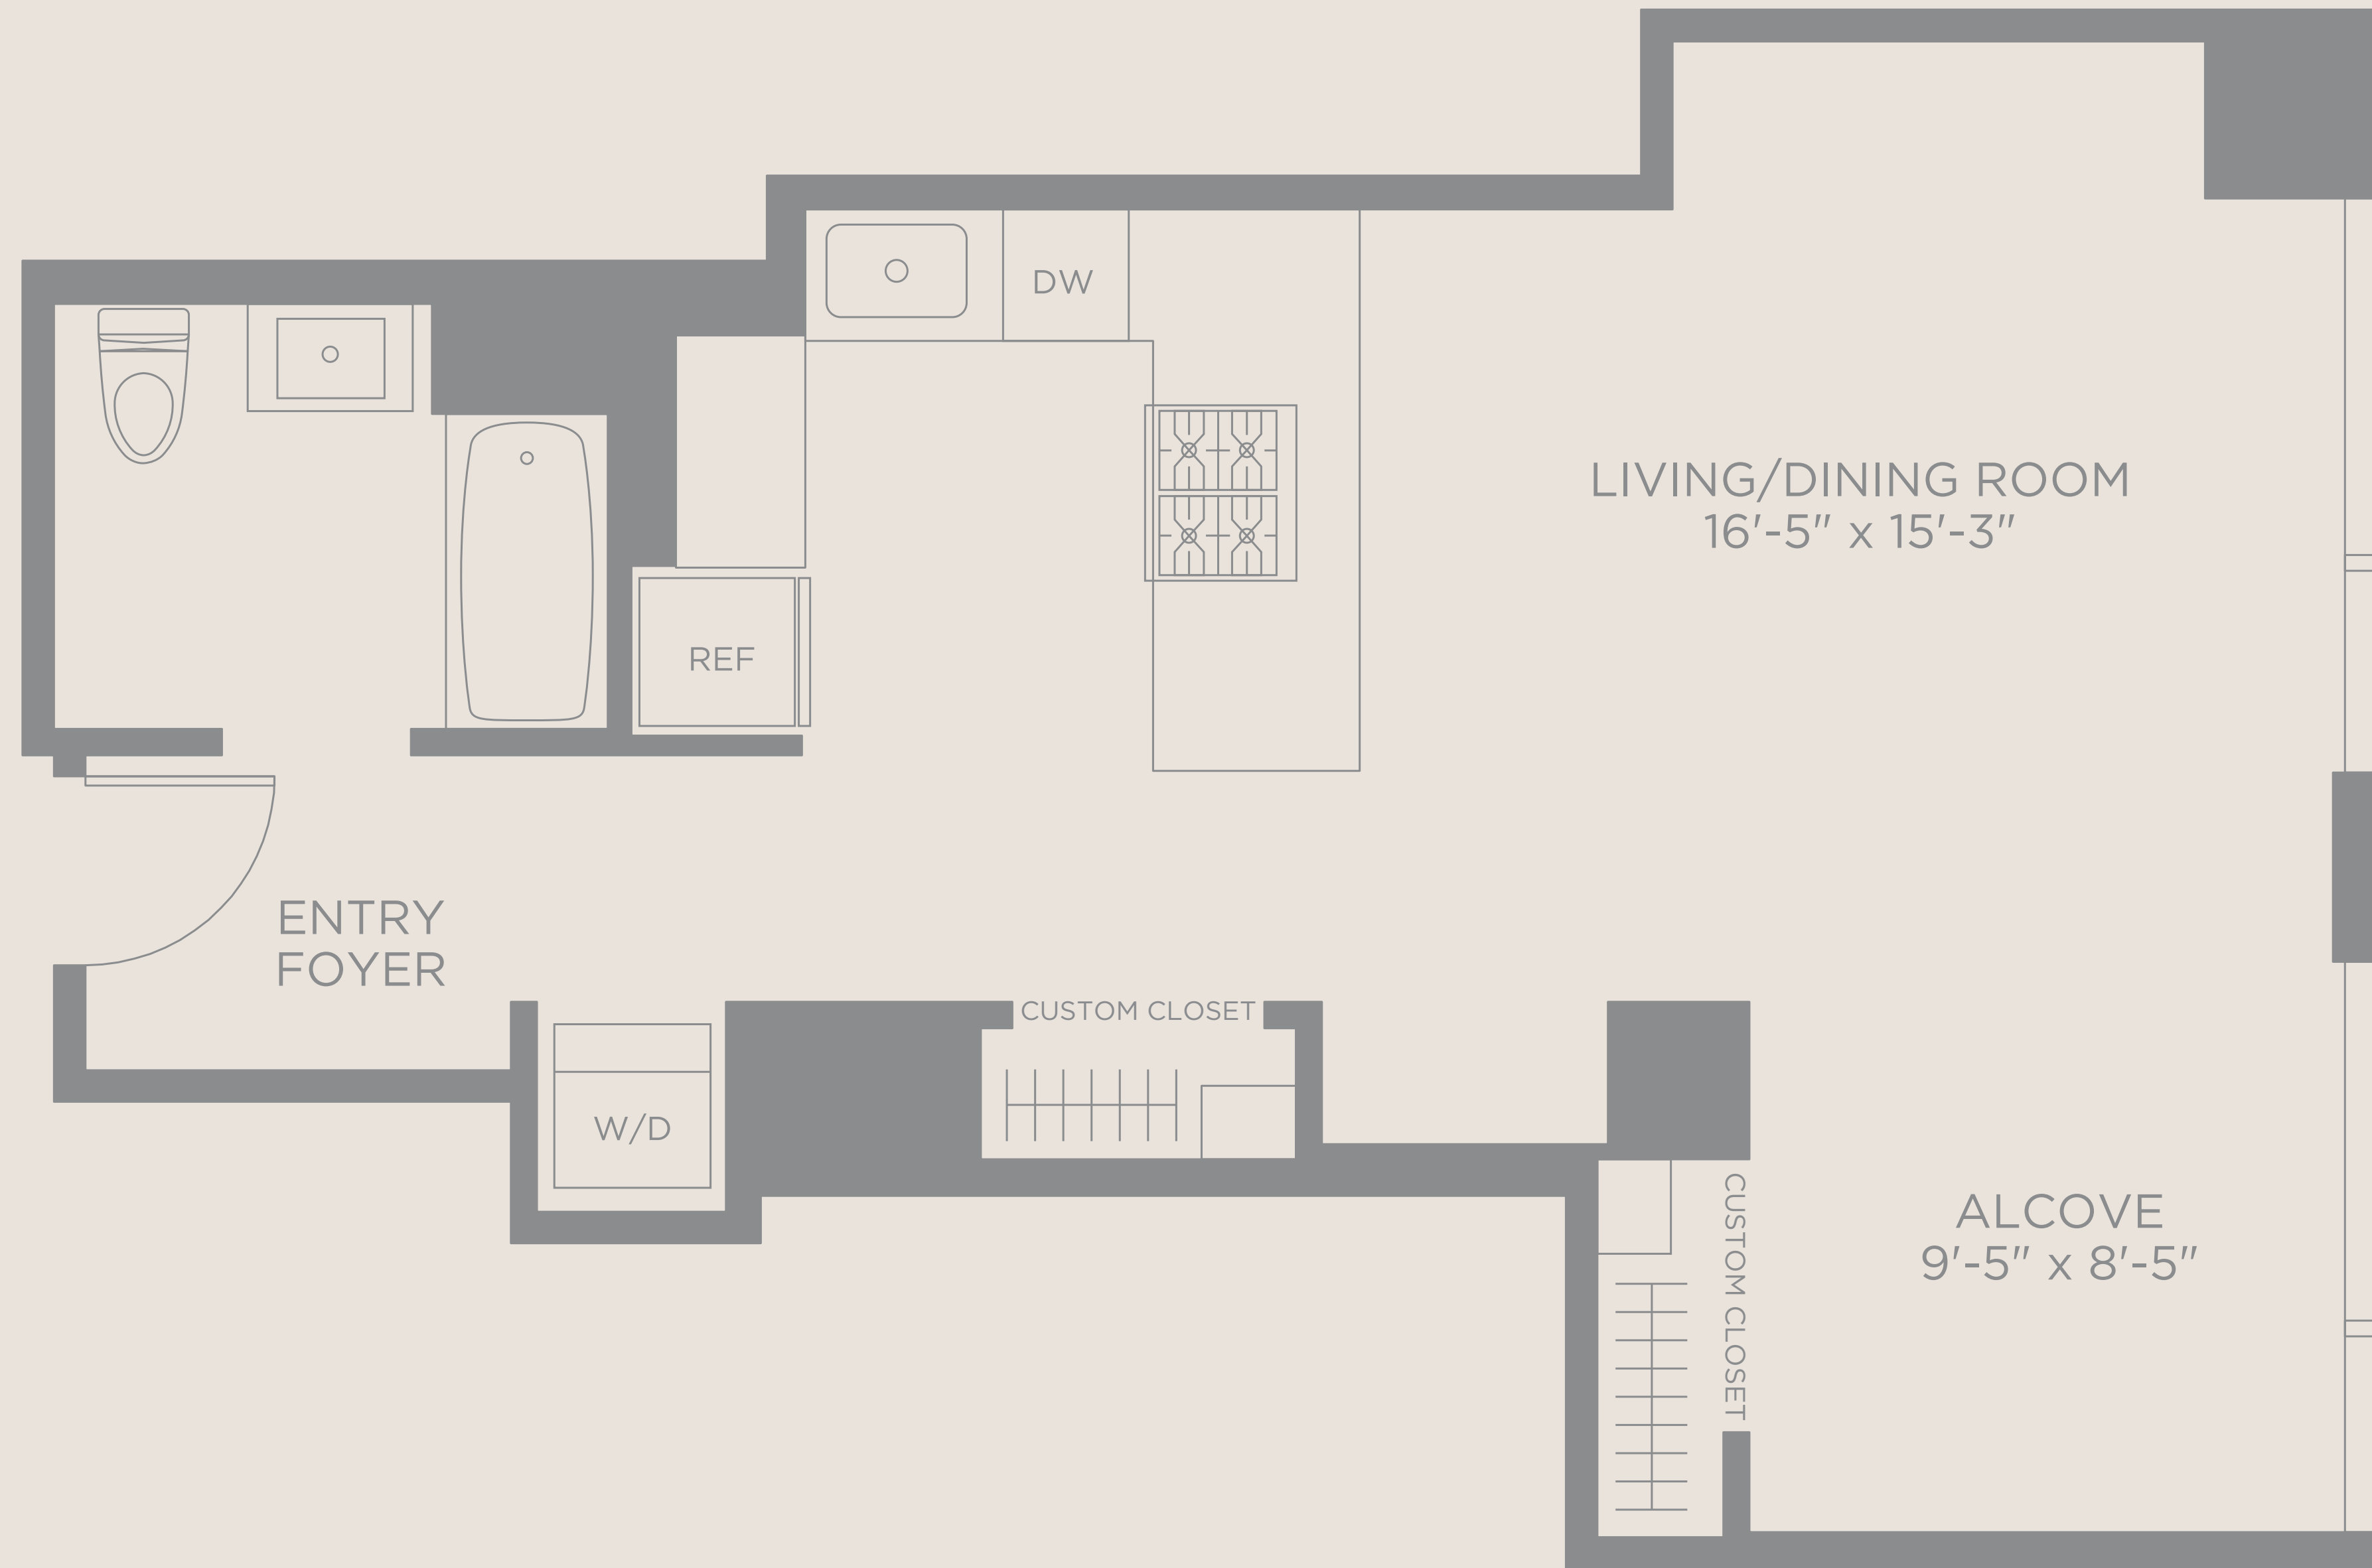 DW
LIVING/DINING ROOM
16'-5" x 15'-3"
REF
ENTRY
FOYER
CUSTOM CLOSET
W/D
CUSTOM CLOSET
ALCOVE
9'-5" x 8'-5"